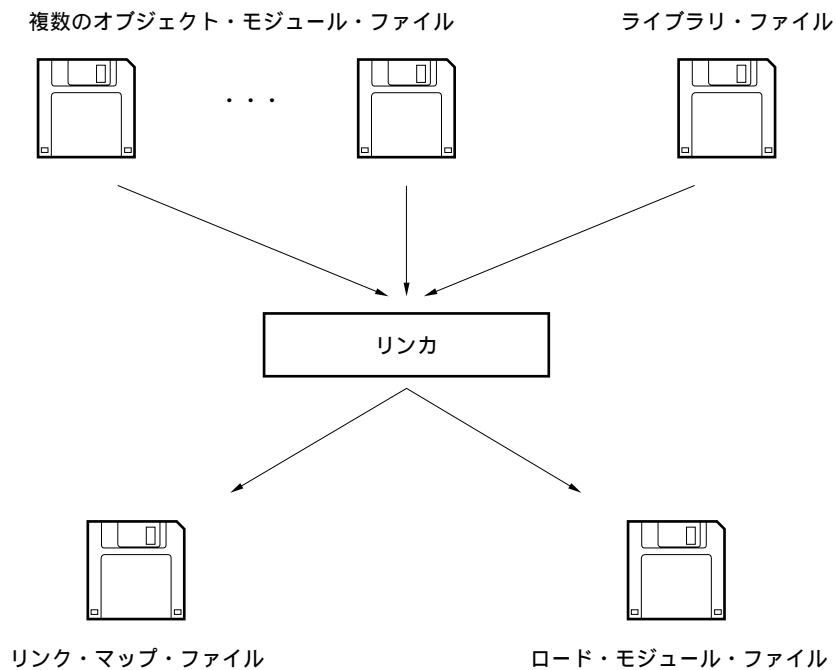 複数のオブジェクト・モジュール・ファイル
ライブラリ・ファイル
・・・
リンカ
リンク・マップ・ファイル
ロード・モジュール・ファイル